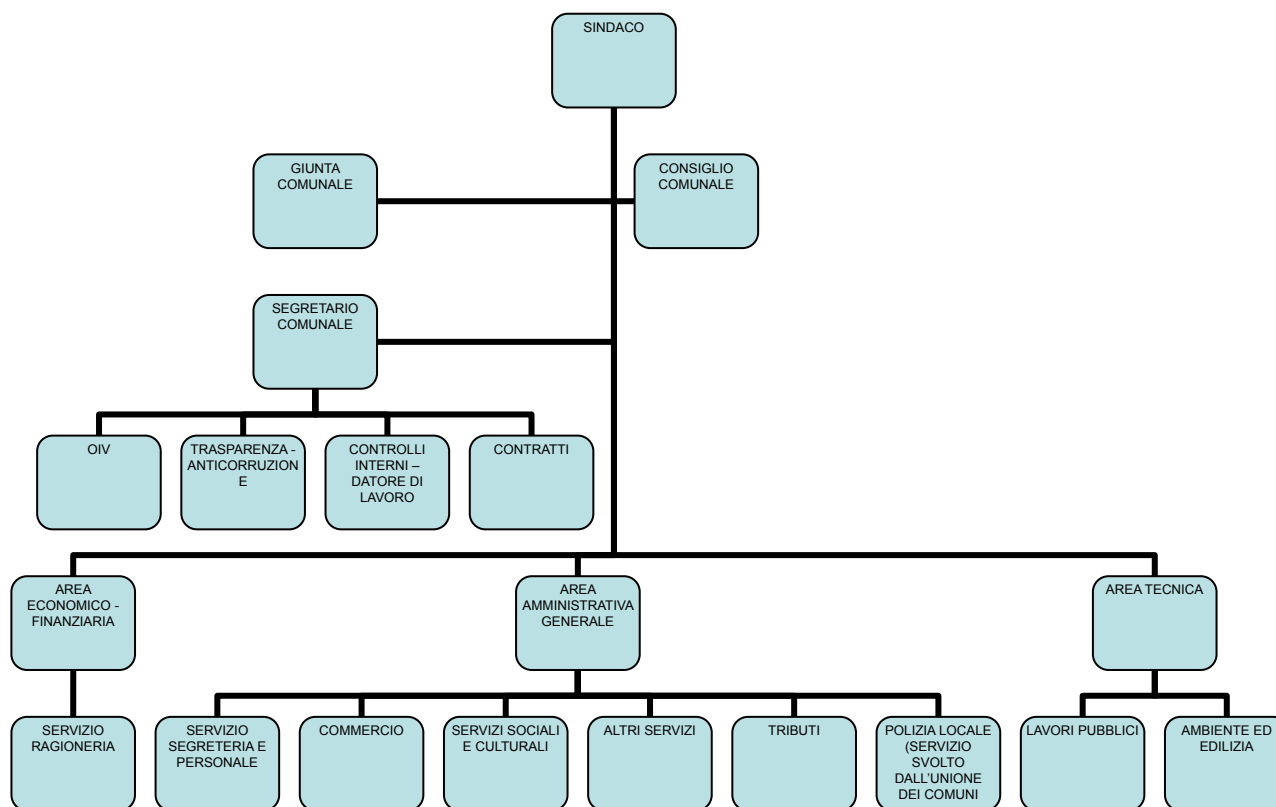 SINDACO
GIUNTA
COMUNALE
CONSIGLIO
COMUNALE
SEGRETARIO
COMUNALE
OIV
TRASPARENZA -
ANTICORRUZION
E
CONTROLLI
INTERNI –
DATORE DI
LAVORO
CONTRATTI
AREA
ECONOMICO -
FINANZIARIA
AREA
AMMINISTRATIVA
GENERALE
AREA TECNICA
SERVIZIO
RAGIONERIA
SERVIZIO
SEGRETERIA E
PERSONALE
COMMERCIO
SERVIZI SOCIALI
E CULTURALI
ALTRI SERVIZI
TRIBUTI
POLIZIA LOCALE
(SERVIZIO
SVOLTO
DALL'UNIONE
DEI COMUNI
LAVORI PUBBLICI
AMBIENTE ED
EDILIZIA